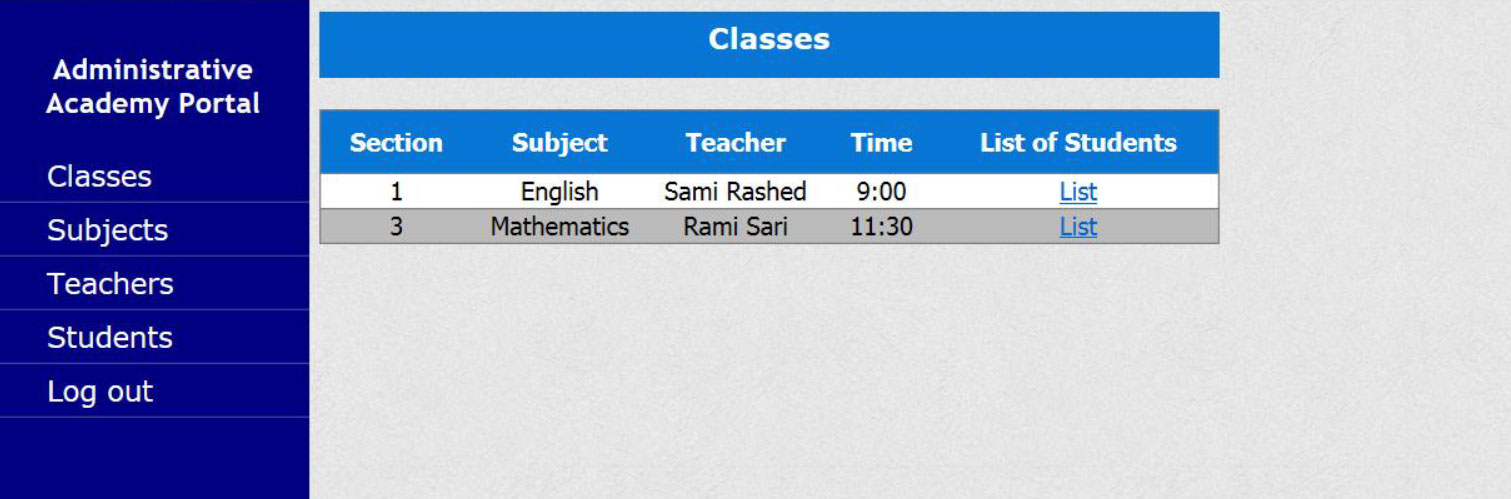 Administrative
Academy Portal
Classes
Subjects
Teachers
Students
Log out
Classes
Section Subject Teacher Time List of Students
1 English Sami Rashed 9:00 List
3 Mathematics Rami Sari 11:30 List